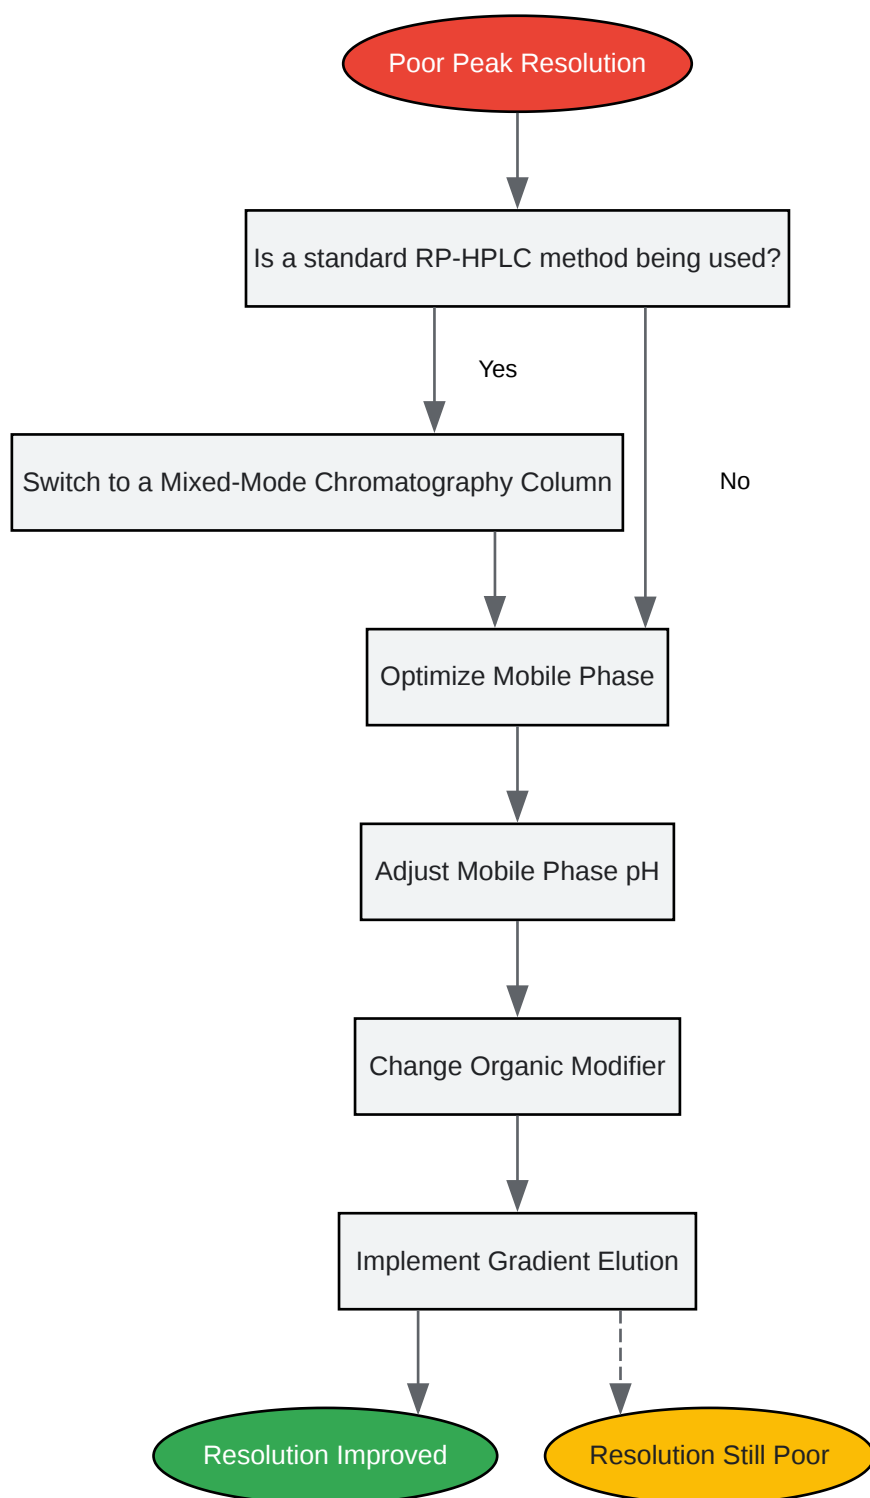 Poor Peak Resolution
Is a standard RP-HPLC method being used?
Yes
Switch to a Mixed-Mode Chromatography Column
No
Optimize Mobile Phase
Adjust Mobile Phase pH
Change Organic Modifier
Implement Gradient Elution
Resolution Improved
Resolution Still Poor